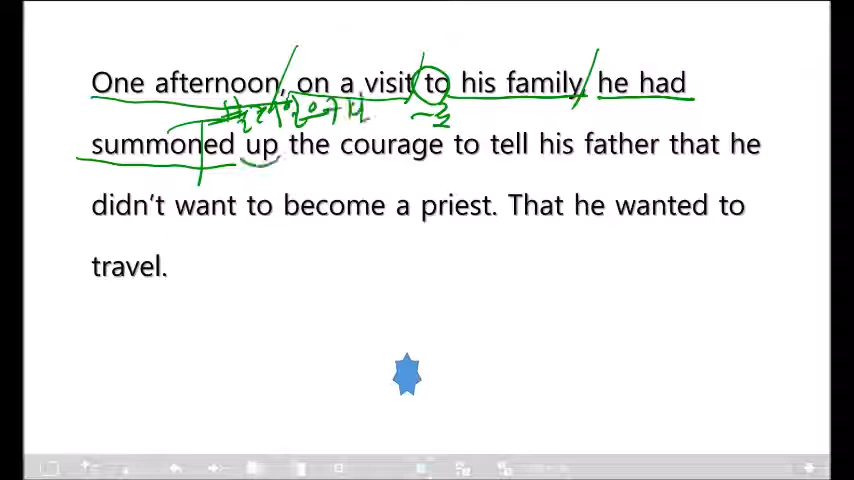 One afternoon, on a visit to his family, he had
summoned up the courage to tell his father that he
didn't want to become a priest. That he wanted to
travel.